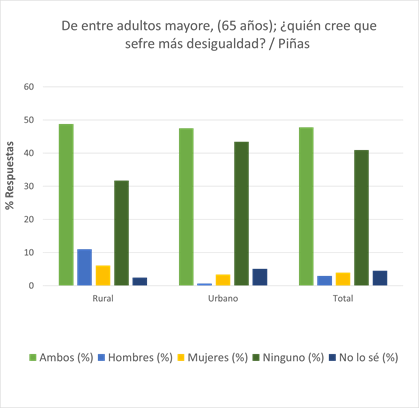 De entre adultos mayore, (65 años); ¿quién cree que
sefre más desigualdad? / Piñas
60
50
40
30
20
10
0
% Respuestas
Rural
Urbano
Total
Ambos (%)
Hombres (%)
Mujeres (%)
Ninguno (%)
No lo sé (%)